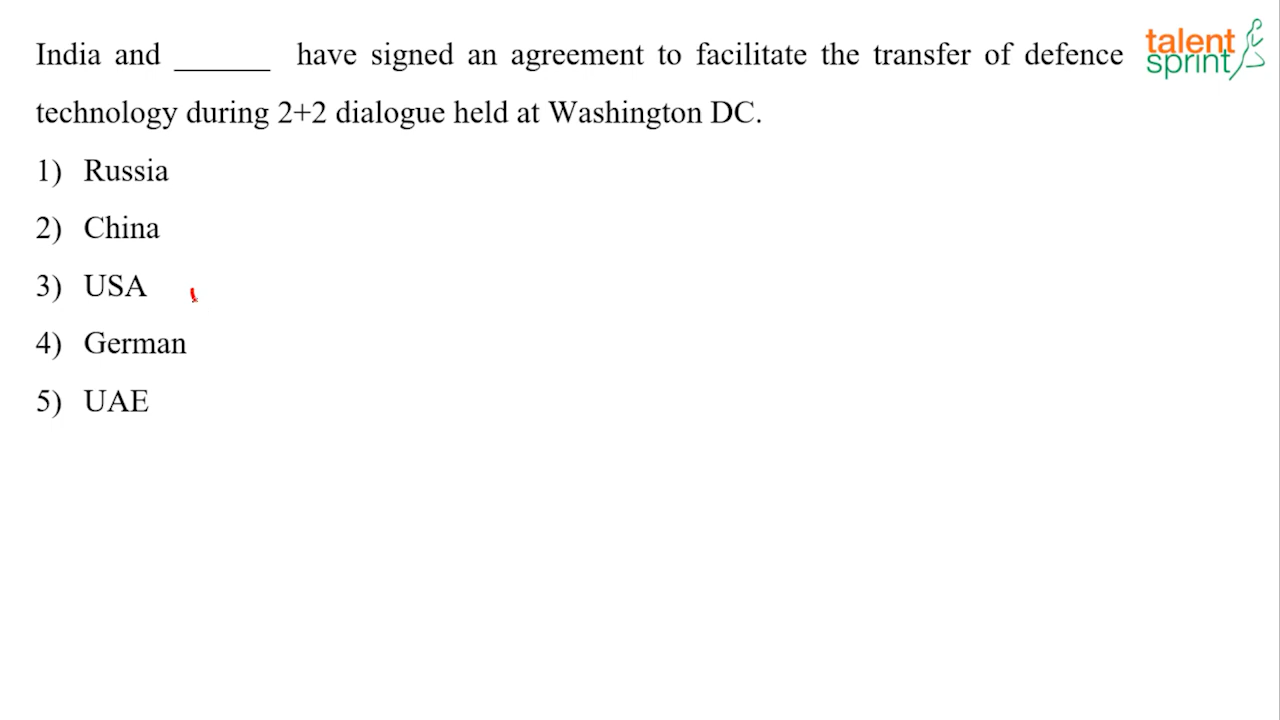 India and ______ have signed an agreement to facilitate the transfer of defence
technology during 2+2 dialogue held at Washington DC.
1) Russia
2) China
3) USA
4) German
5) UAE
talent
sprint